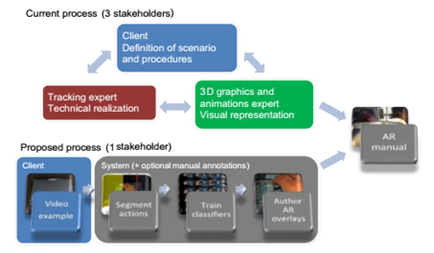 Current process (3 stakeholders)
Client
Definition of scenario
and procedures
Tracking expert
Technical realization
3D graphics and
animations expert
Visual representation
AR
manual
Proposed process (1 stakeholder)
Client
System (+ optional manual annotations)
Video
example
Segment
actions
Train
classifiers
Author
AR
overlays